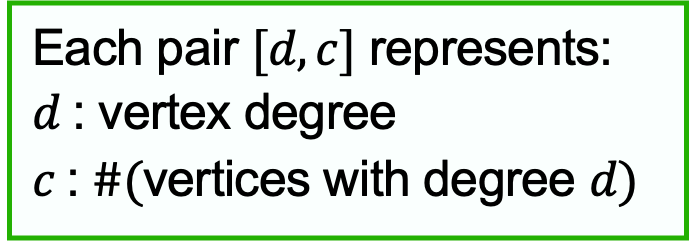 Each pair [d, c] represents:
d : vertex degree
c : #(vertices with degree d)